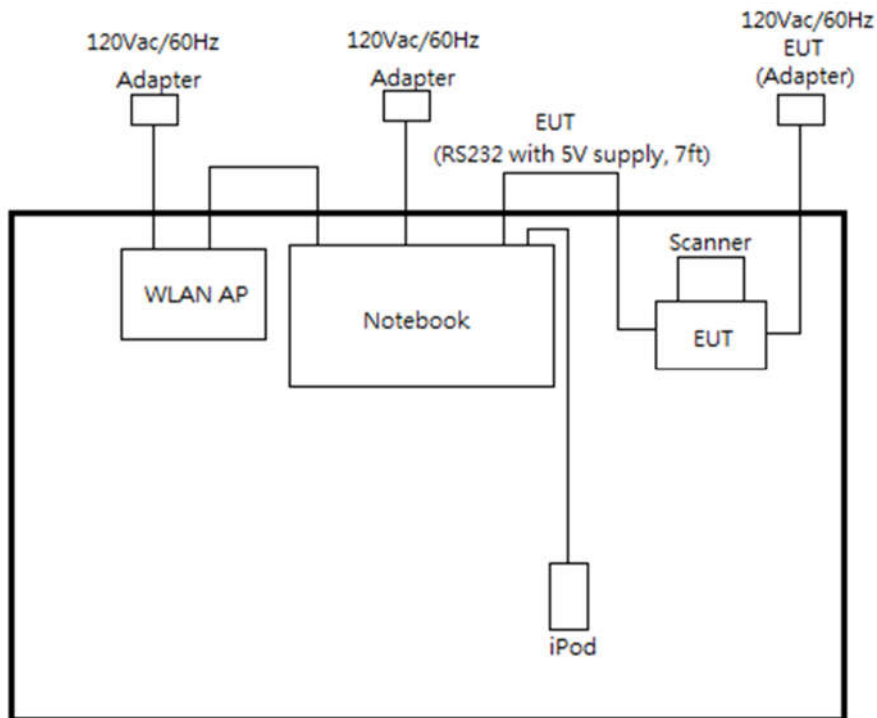 120Vac/60Hz
Adapter
120Vac/60Hz
Adapter
120Vac/60Hz
EUT
(Adapter)
EUT
(RS232 with 5V supply, 7ft)
WLAN AP
Notebook
Scanner
EUT
iPod